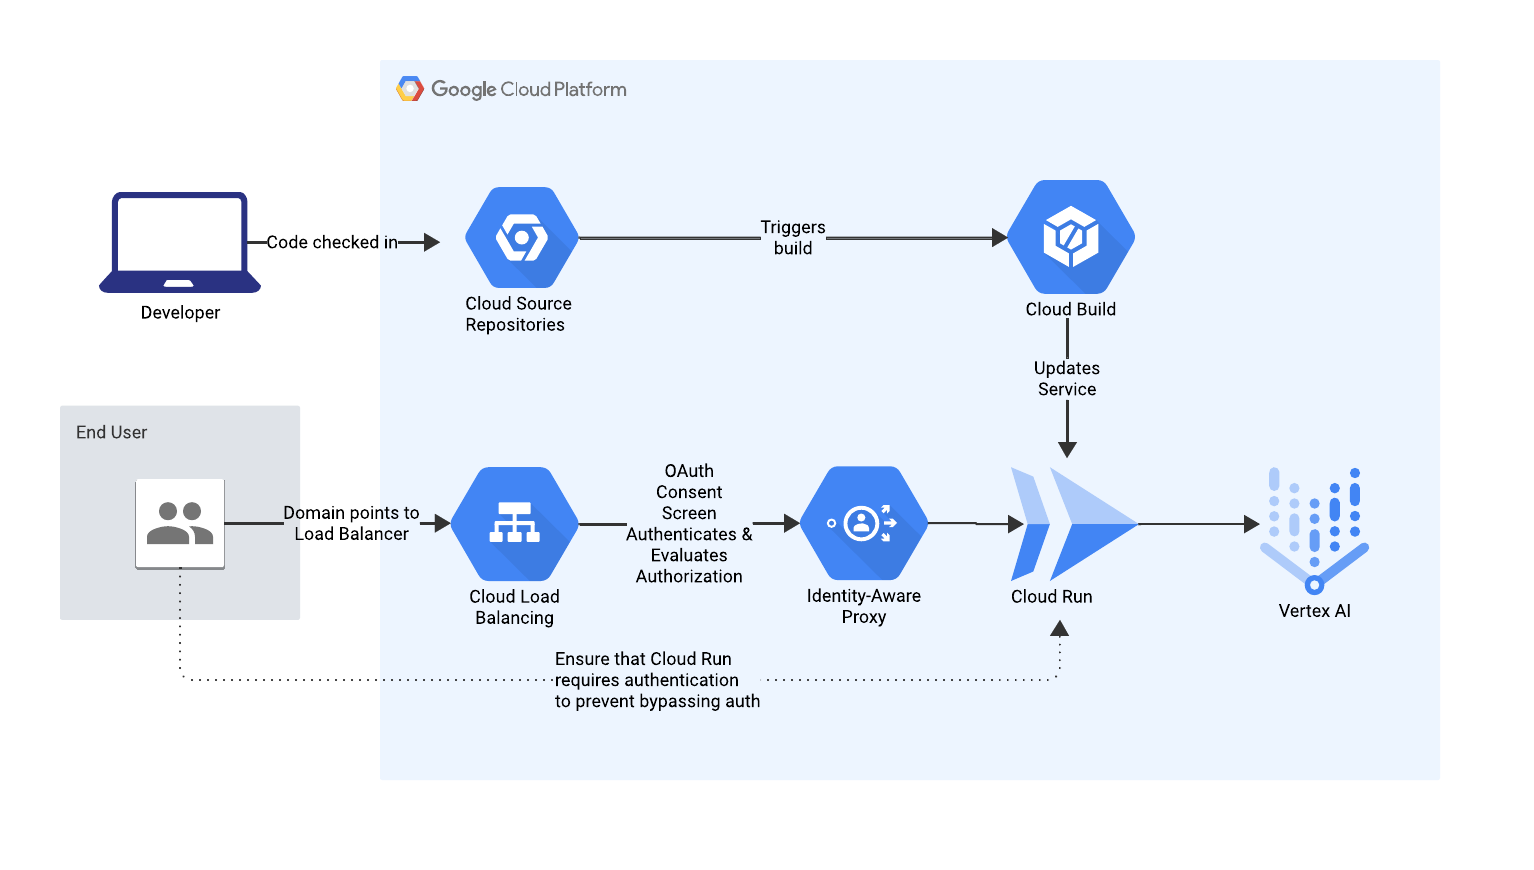 Google Cloud Platform
Code checked in
Developer
Cloud Source
Repositories
Triggers
build
Cloud Build
Updates
Service
End User
Domain points to
Load Balancer
Cloud Load
Balancing
OAuth
Consent
Screen
Authenticates &
Evaluates
Authorization
Identity-Aware
Proxy
Cloud Run
Vertex AI
Ensure that Cloud Run
requires authentication
to prevent bypassing auth